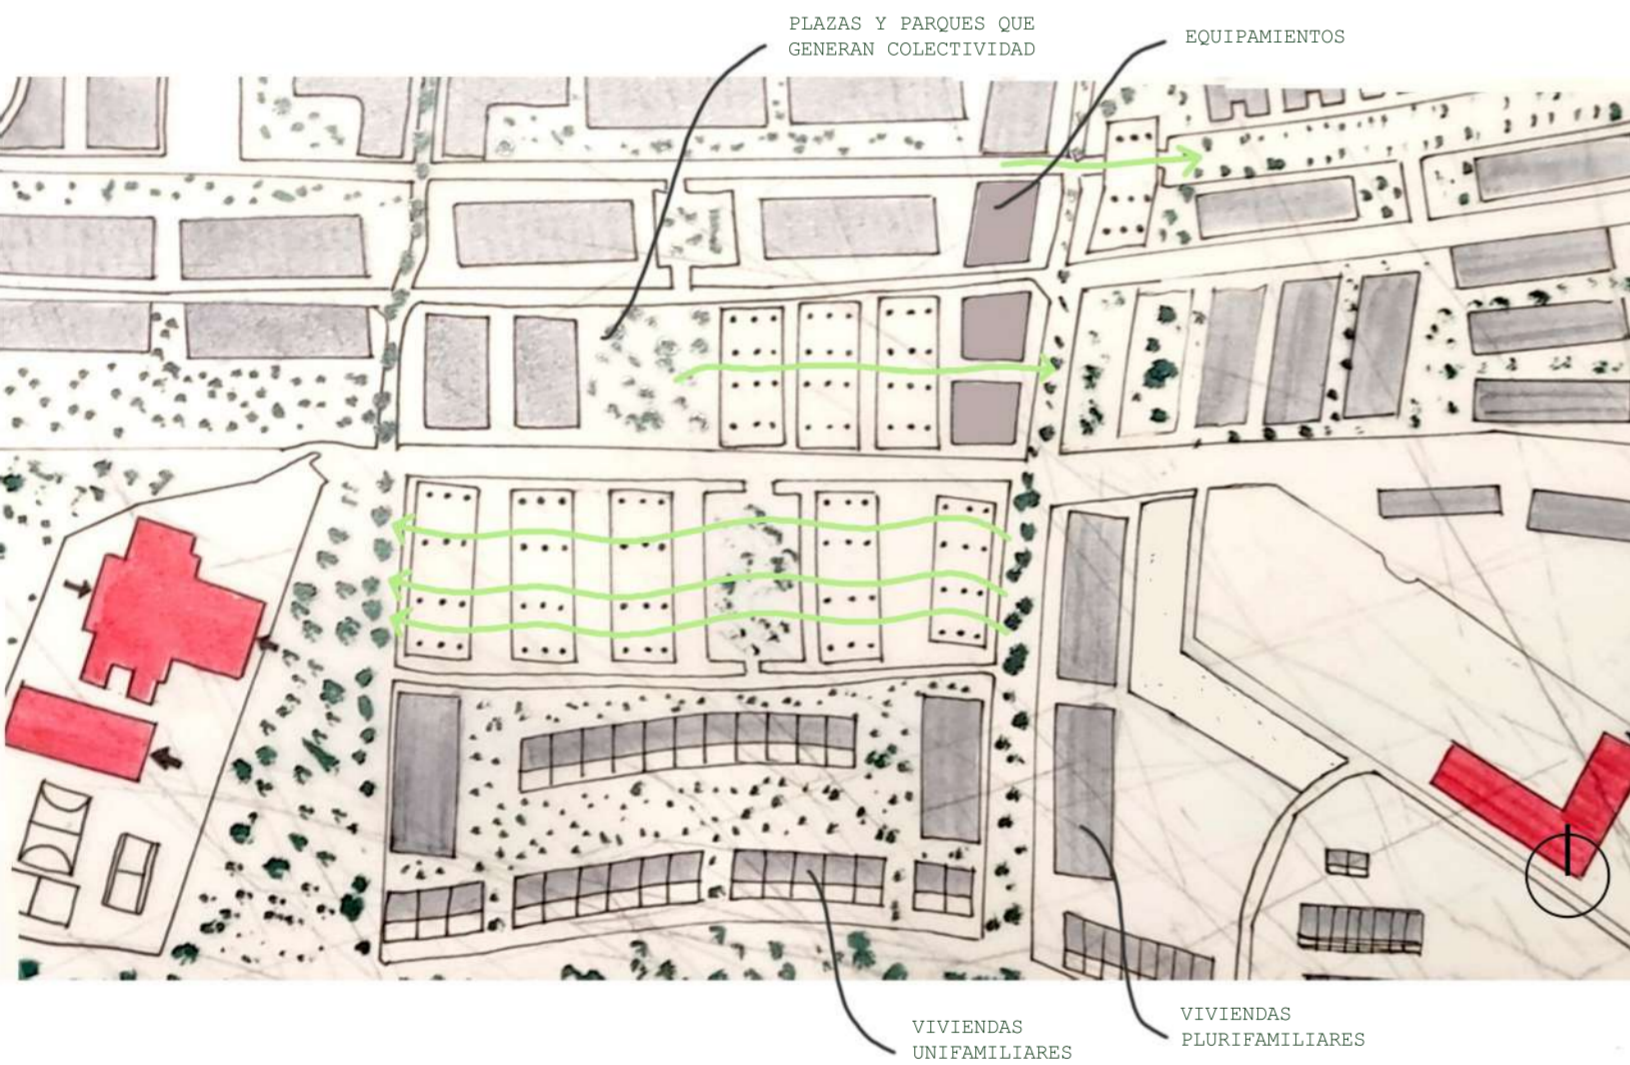 PLAZAS Y PARQUES QUE
GENERAN COLECTIVIDAD
EQUIPAMIENTOS
VIVIENDAS
UNIFAMILIARES
VIVIENDAS
PLURIFAMILIARES